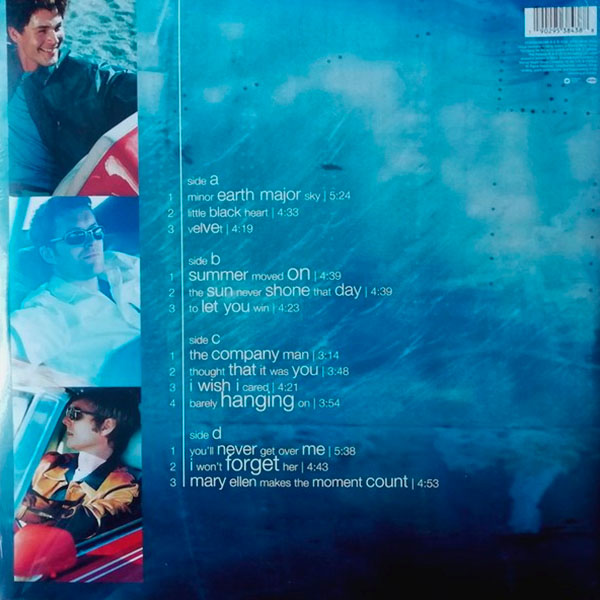 1 90295 38438 8
side a
1 minor earth major sky | 5:24
2 little black heart | 4:33
3 velvet | 4:19
side b
1 summer moved on | 4:39
2 the sun never shone that day | 4:39
3 to let you win | 4:23
side c
1 the company man | 3:14
2 thought that it was you | 3:48
3 i wish i cared | 4:21
4 barely hanging on | 3:54
side d
1 you'll never get over me | 5:38
2 i won't forget her | 4:43
3 mary ellen makes the moment count | 4:53